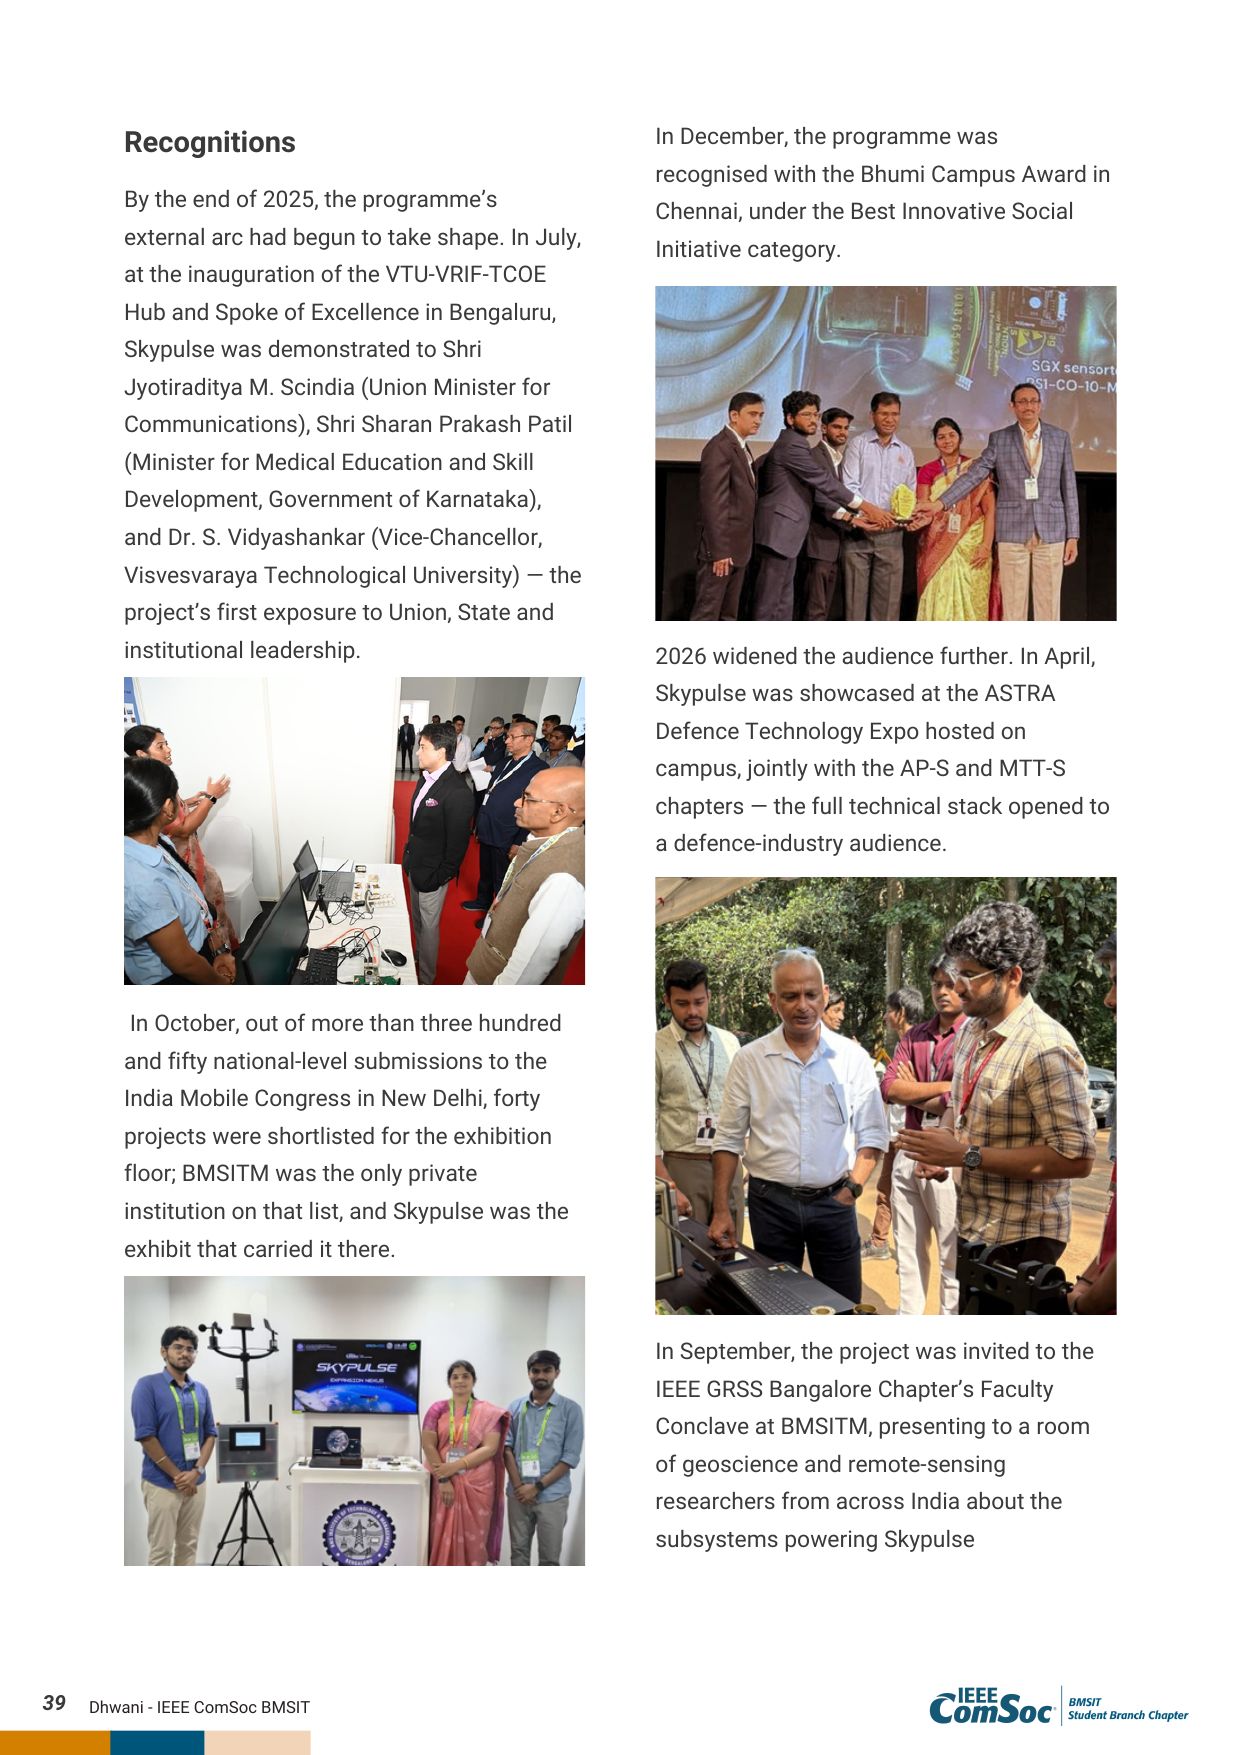 Recognitions
By the end of 2025, the programme’s
external arc had begun to take shape. In July,
at the inauguration of the VTU-VRIF-TCOE
Hub and Spoke of Excellence in Bengaluru,
Skypulse was demonstrated to Shri
Jyotiraditya M. Scindia (Union Minister for
Communications), Shri Sharan Prakash Patil
(Minister for Medical Education and Skill
Development, Government of Karnataka),
and Dr. S. Vidyashankar (Vice-Chancellor,
Visvesvaraya Technological University) — the
project’s first exposure to Union, State and
institutional leadership.
In October, out of more than three hundred
and fifty national-level submissions to the
India Mobile Congress in New Delhi, forty
projects were shortlisted for the exhibition
floor; BMSITM was the only private
institution on that list, and Skypulse was the
exhibit that carried it there.
SKYPULSE
EXPANSION NEXUS
In December, the programme was
recognised with the Bhumi Campus Award in
Chennai, under the Best Innovative Social
Initiative category.
SGX sensort
PS1-CO-10-M
2026 widened the audience further. In April,
Skypulse was showcased at the ASTRA
Defence Technology Expo hosted on
campus, jointly with the AP-S and MTT-S
chapters — the full technical stack opened to
a defence-industry audience.
In September, the project was invited to the
IEEE GRSS Bangalore Chapter’s Faculty
Conclave at BMSITM, presenting to a room
of geoscience and remote-sensing
researchers from across India about the
subsystems powering Skypulse
39 Dhwani - IEEE ComSoc BMSIT
IEEE
ComSoc
BMSIT
Student Branch Chapter